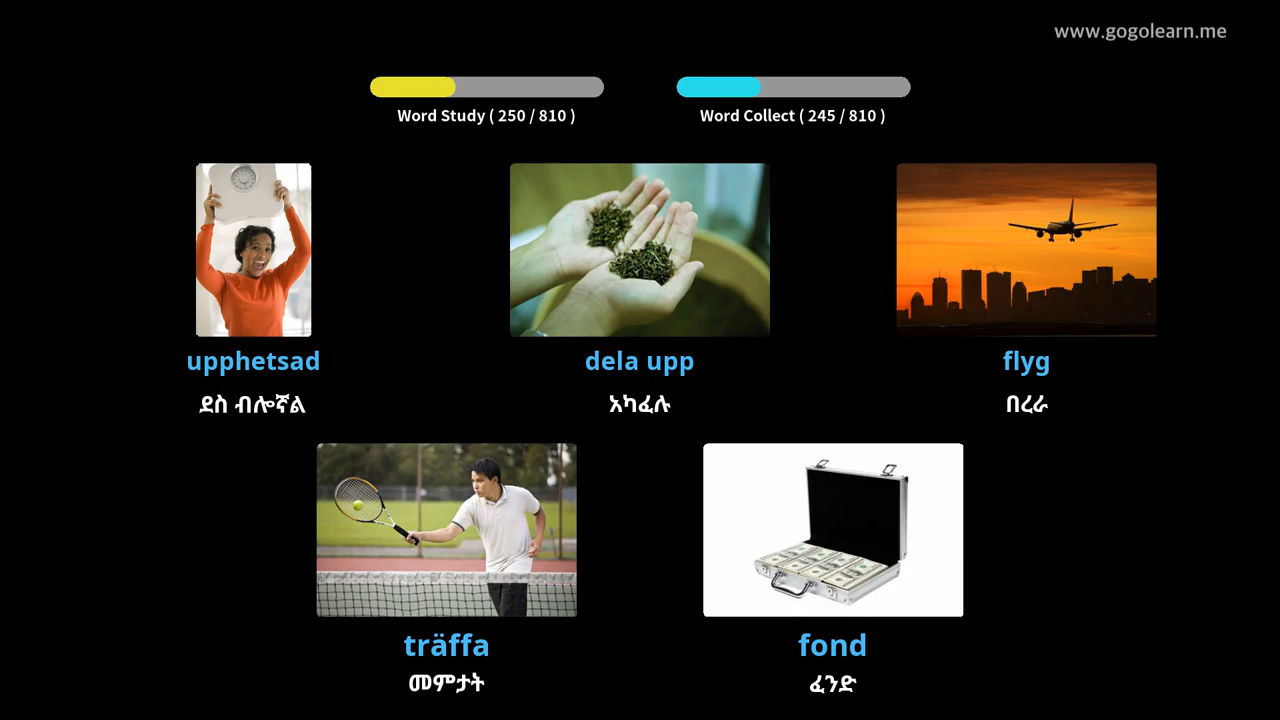 www.gogolearn.me
Word Study ( 250 / 810 )
Word Collect ( 245 / 810 )
upphetsad
dela upp
flyg
ደስ ብሎኛል
አካፈሉ
በረራ
träffa
fond
መምታት
ፈንድ